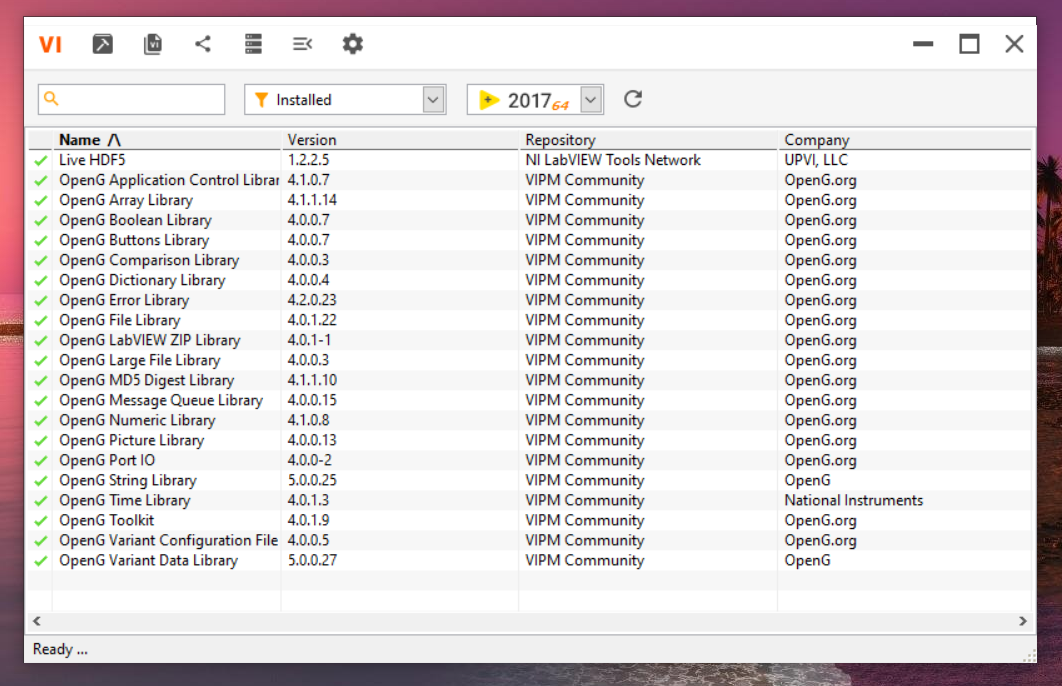 VI
VI
Installed
2017 64
Name /\ Version Repository Company
Live HDF5 1.2.2.5 NI LabVIEW Tools Network UPVI, LLC
OpenG Application Control Librar 4.1.0.7 VIPM Community OpenG.org
OpenG Array Library 4.1.1.14 VIPM Community OpenG.org
OpenG Boolean Library 4.0.0.7 VIPM Community OpenG.org
OpenG Buttons Library 4.0.0.7 VIPM Community OpenG.org
OpenG Comparison Library 4.0.0.3 VIPM Community OpenG.org
OpenG Dictionary Library 4.0.0.4 VIPM Community OpenG.org
OpenG Error Library 4.2.0.23 VIPM Community OpenG.org
OpenG File Library 4.0.1.22 VIPM Community OpenG.org
OpenG LabVIEW ZIP Library 4.0.1-1 VIPM Community OpenG.org
OpenG Large File Library 4.0.0.3 VIPM Community OpenG.org
OpenG MD5 Digest Library 4.1.1.10 VIPM Community OpenG.org
OpenG Message Queue Library 4.0.0.15 VIPM Community OpenG.org
OpenG Numeric Library 4.1.0.8 VIPM Community OpenG.org
OpenG Picture Library 4.0.0.13 VIPM Community OpenG.org
OpenG Port IO 4.0.0-2 VIPM Community OpenG.org
OpenG String Library 5.0.0.25 VIPM Community OpenG
OpenG Time Library 4.0.1.3 VIPM Community National Instruments
OpenG Toolkit 4.0.1.9 VIPM Community OpenG.org
OpenG Variant Configuration File 4.0.0.5 VIPM Community OpenG.org
OpenG Variant Data Library 5.0.0.27 VIPM Community OpenG
Ready ...